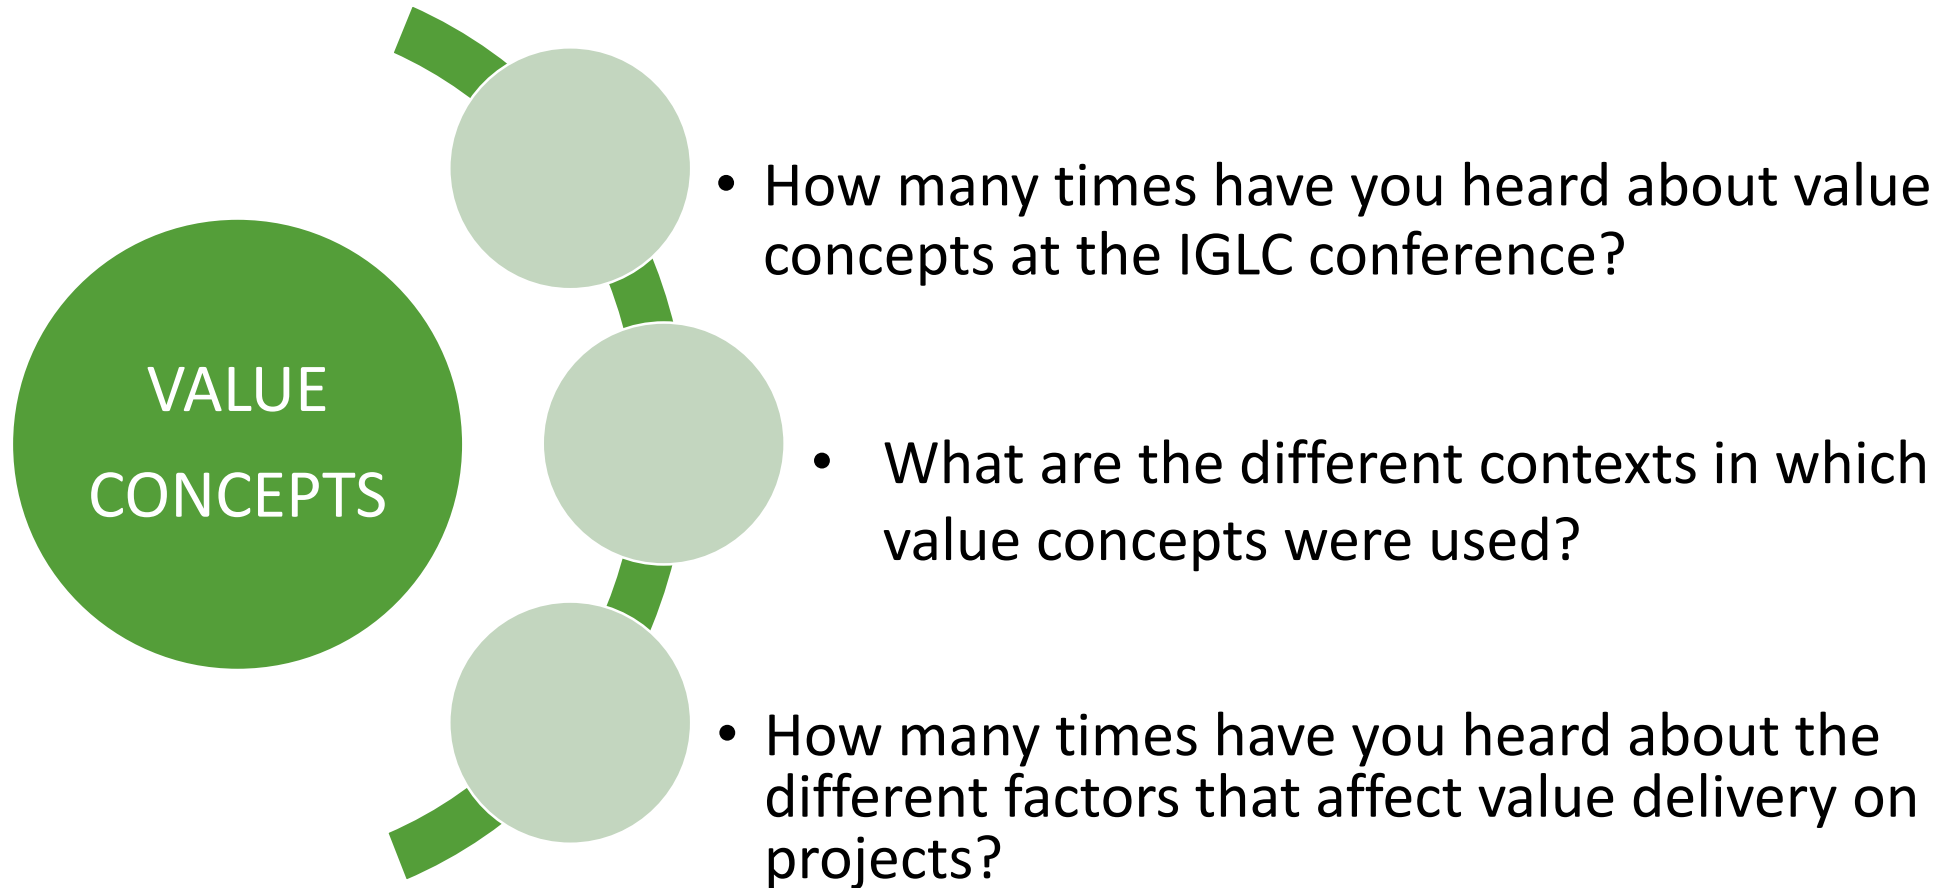 VALUE
CONCEPTS
• How many times have you heard about value
concepts at the IGLC conference?
• What are the different contexts in which
value concepts were used?
• How many times have you heard about the
different factors that affect value delivery on
projects?